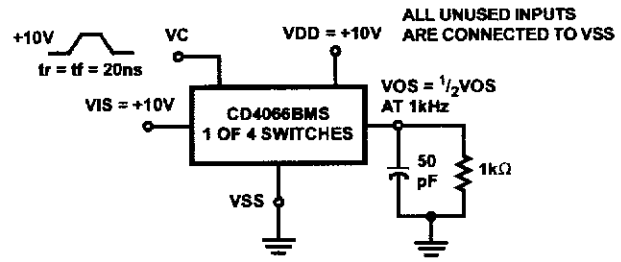 ALL UNUSED INPUTS
ARE CONNECTED TO VSS
+10V
VC
VDD = +10V
tr = tf = 20ns
VIS = +10V
VOS = 1/2VOS
AT 1kHz
CD4066BMS
1 OF 4 SWITCHES
50
pF
1kΩ
VSS